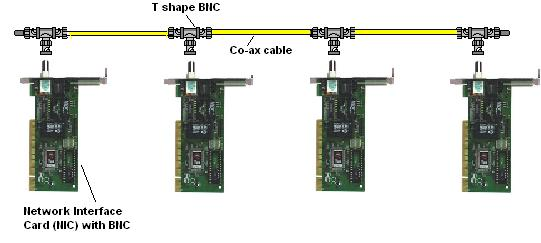 T shape BNC
Co-ax cable
Network Interface
Card (NIC) with BNC